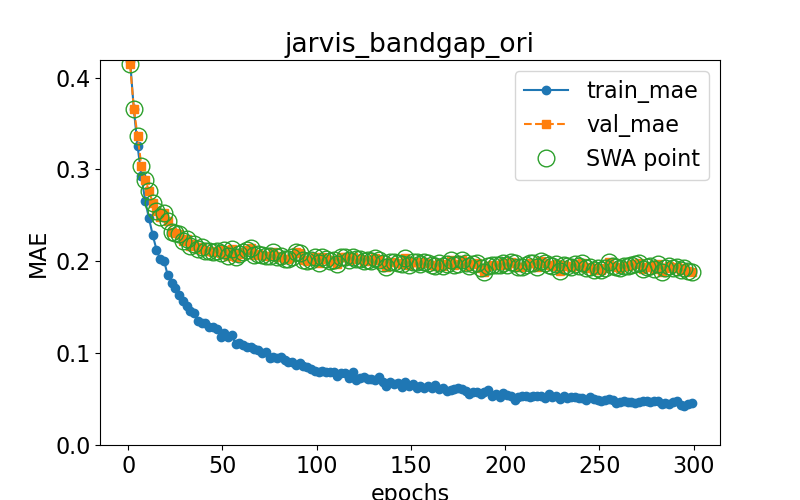 jarvis_bandgap_ori
MAE
0.4
0.3
0.2
0.1
0.0
train_mae
val_mae
SWA point
0 50 100 150 200 250 300
epochs